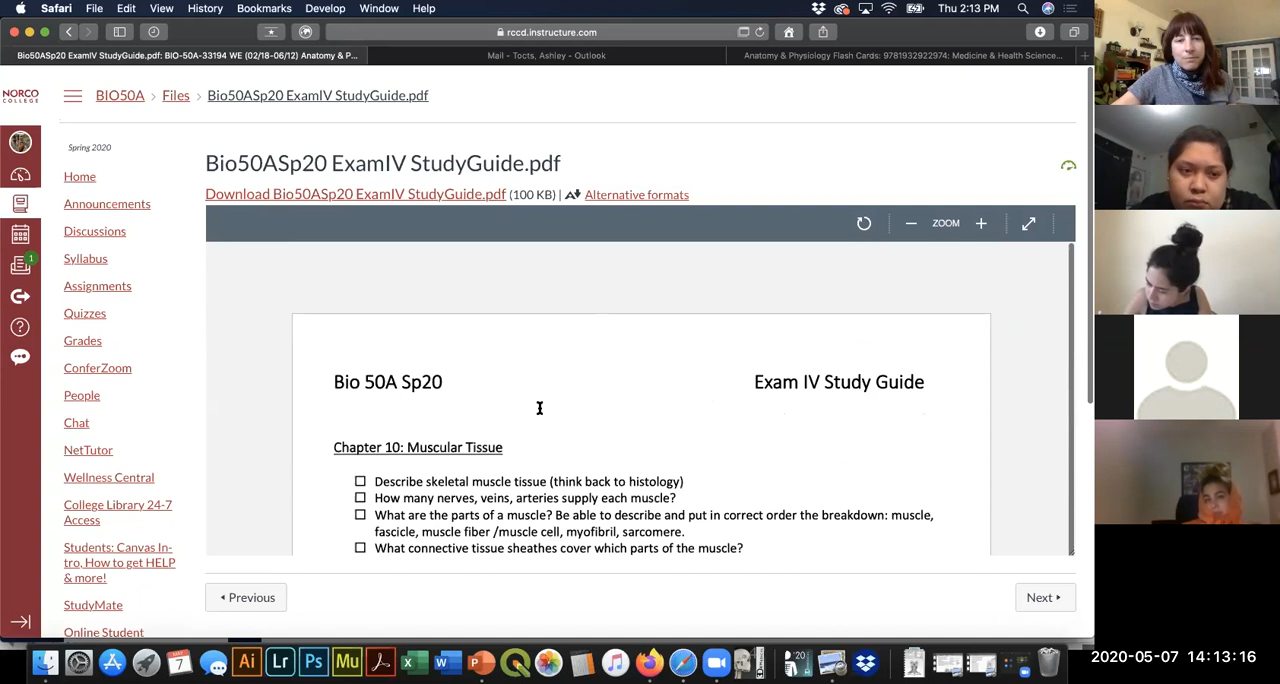 Safari File Edit View History Bookmarks Develop Window Help Thu 2:13 PM
rccd.instructure.com
Bio50ASp20 ExamIV StudyGuide.pdf: BIO-50A-33194 WE (02/18-06/12) Anatomy & P... Mail - Tocts, Ashley - Outlook Anatomy & Physiology Flash Cards: 9781932922974: Medicine & Health Science...
NORCO
COLLEGE
BIO50A > Files > Bio50ASp20 ExamIV StudyGuide.pdf
Spring 2020
Home
Announcements
Discussions
Syllabus
Assignments
Quizzes
Grades
ConferZoom
People
Chat
NetTutor
Wellness Central
College Library 24-7
Access
Students: Canvas In-
tro, How to get HELP
& more!
StudyMate
Online Student
1
Bio50ASp20 ExamIV StudyGuide.pdf
Download Bio50ASp20 ExamIV StudyGuide.pdf (100 KB) | Alternative formats
ZOOM
Bio 50A Sp20 Exam IV Study Guide
Chapter 10: Muscular Tissue
Describe skeletal muscle tissue (think back to histology)
How many nerves, veins, arteries supply each muscle?
What are the parts of a muscle? Be able to describe and put in correct order the breakdown: muscle,
fascicle, muscle fiber /muscle cell, myofibril, sarcomere.
What connective tissue sheathes cover which parts of the muscle?
Previous Next
7 Ai Lr Ps Mu
2020-05-07 14:13:16